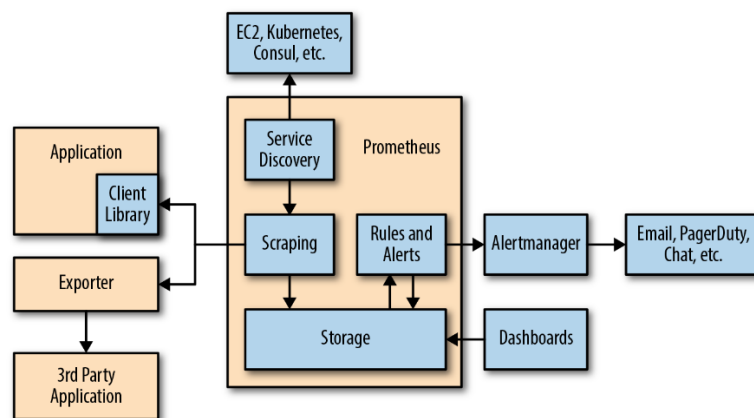 EC2, Kubernetes,
Consul, etc.
Service
Discovery
Prometheus
Application
Client
Library
Scraping
Rules and
Alerts
Alertmanager
Email, PagerDuty,
Chat, etc.
Exporter
Storage
Dashboards
3rd Party
Application